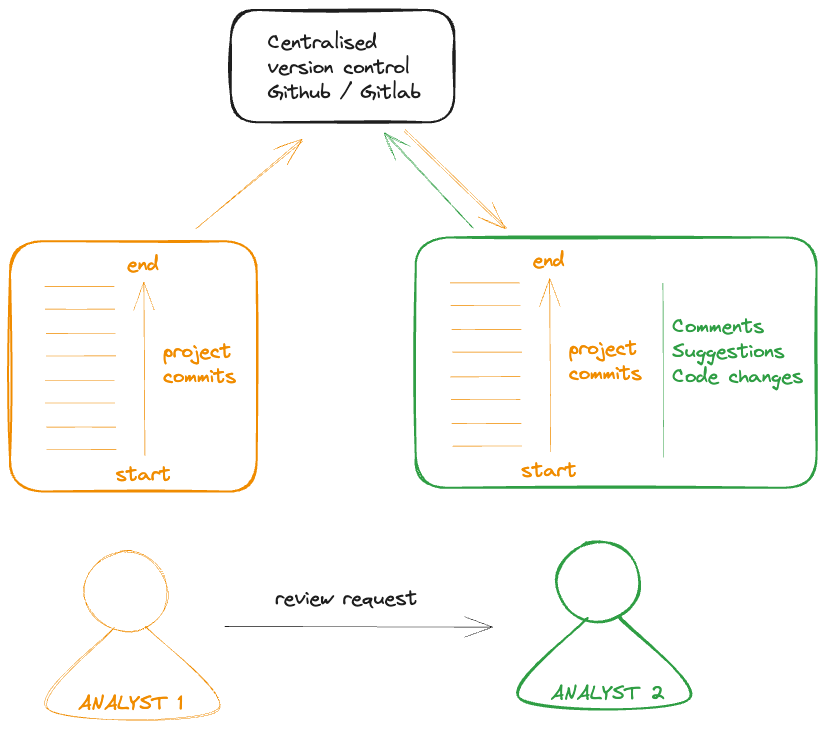 Centralised
version control
Github / Gitlab
end
project
commits
start
end
project
commits
start
Comments
Suggestions
Code changes
review request
ANALYST 1
ANALYST 2